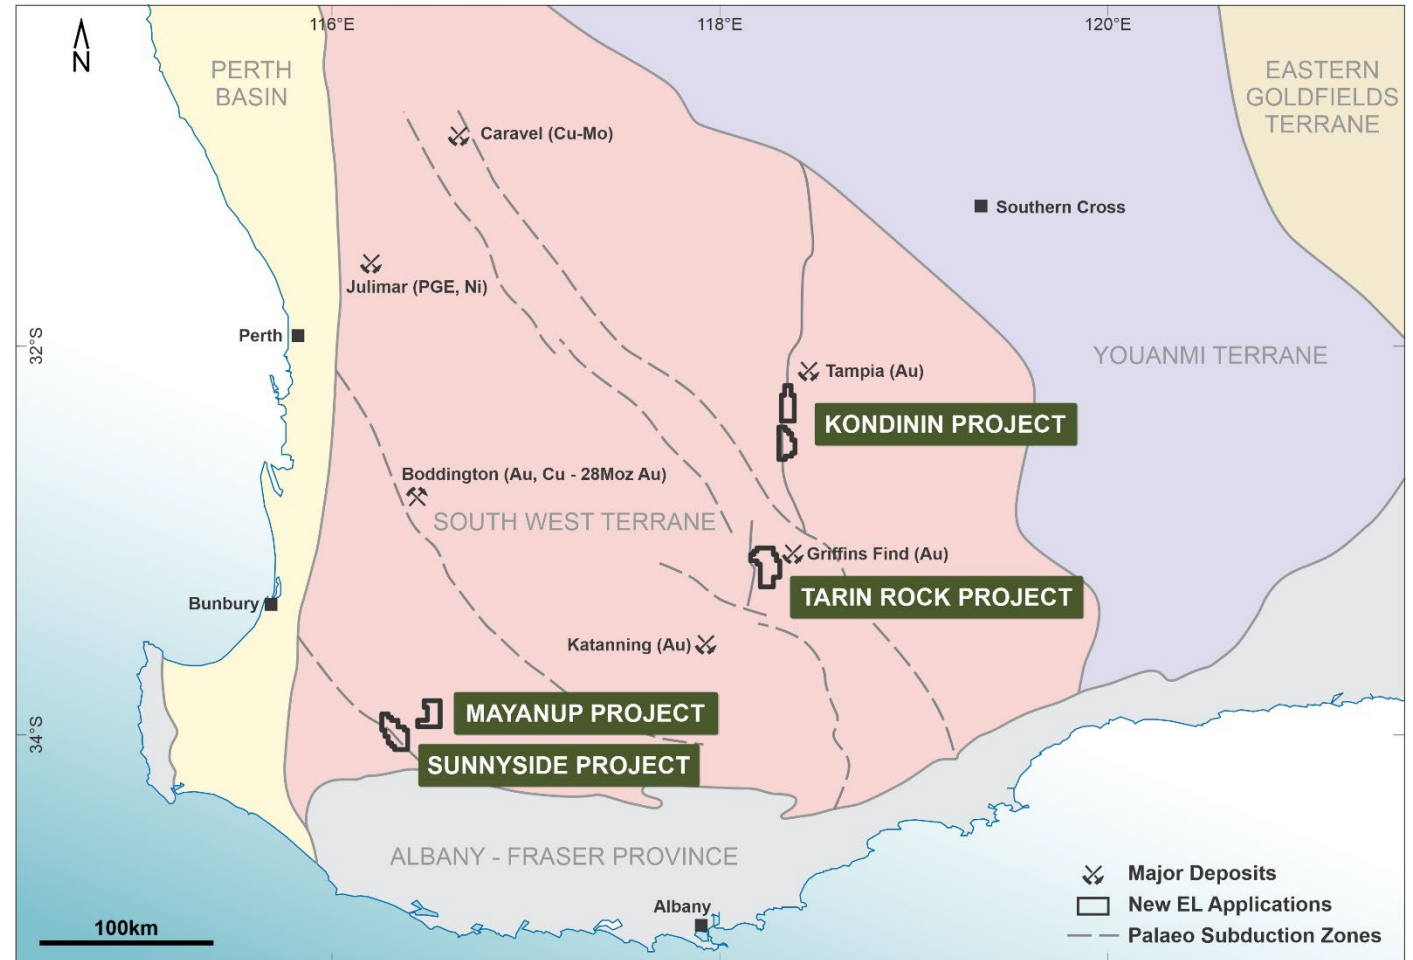 116°E
118°E
120°E
N
PERTH
BASIN
EASTERN
GOLDFIELDS
TERRANE
Caravel (Cu-Mo)
Southern Cross
Julimar (PGE, Ni)
Perth
32°S
YOUANMI TERRANE
Tampia (Au)
KONDININ PROJECT
Boddington (Au, Cu - 28Moz Au)
SOUTH WEST TERRANE
Griffins Find (Au)
TARIN ROCK PROJECT
Bunbury
Katanning (Au)
MAYANUP PROJECT
34°S
SUNNYSIDE PROJECT
ALBANY - FRASER PROVINCE
Albany
100km
Major Deposits
New EL Applications
Palaeo Subduction Zones